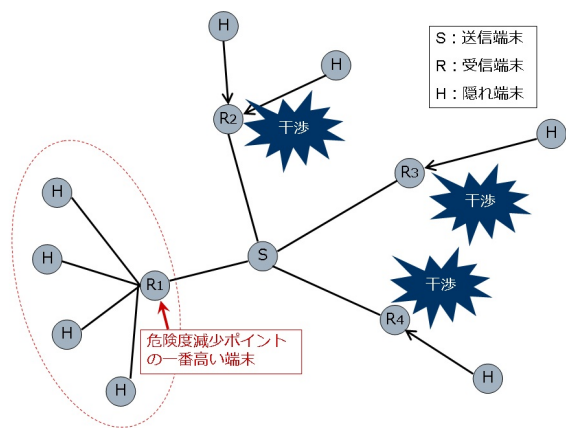 H
S：送信端末
R：受信端末
H：隠れ端末
H
R2
干渉
H
R3
H
干渉
S
H
R1
干渉
R4
H
危険度減少ポイント
の一番高い端末
H
H